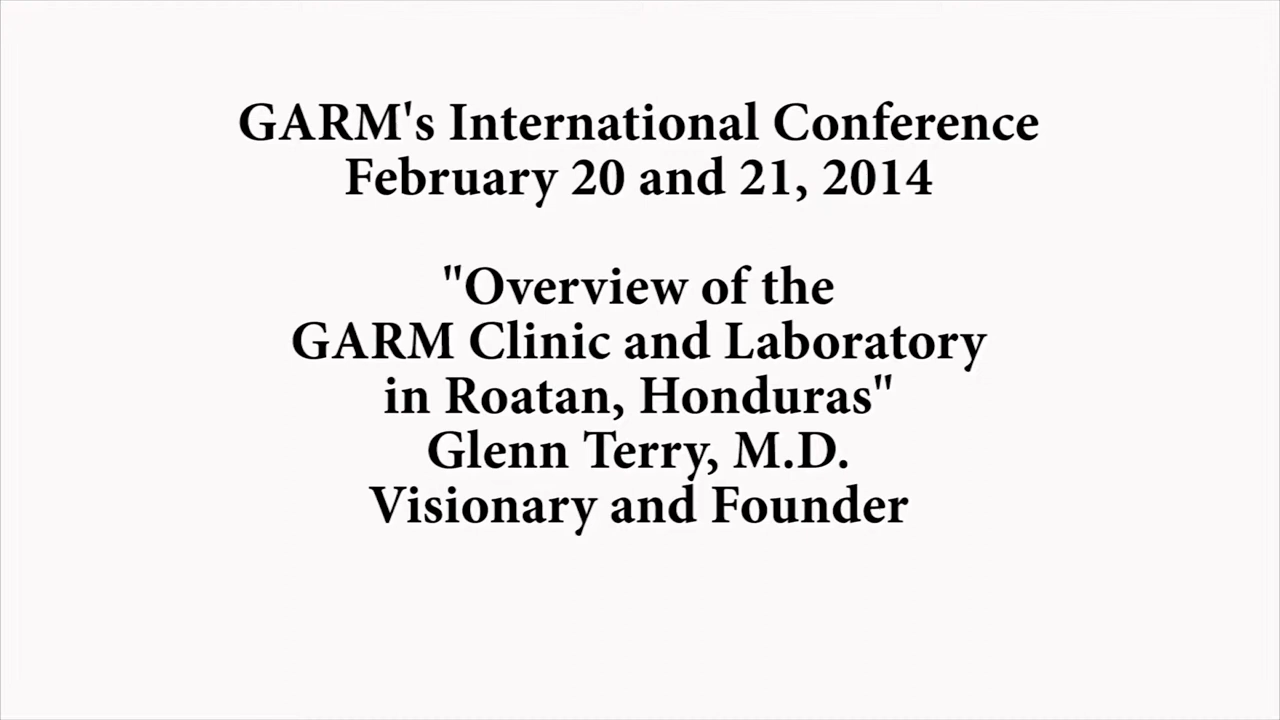 GARM's International Conference
February 20 and 21, 2014
"Overview of the
GARM Clinic and Laboratory
in Roatan, Honduras"
Glenn Terry, M.D.
Visionary and Founder